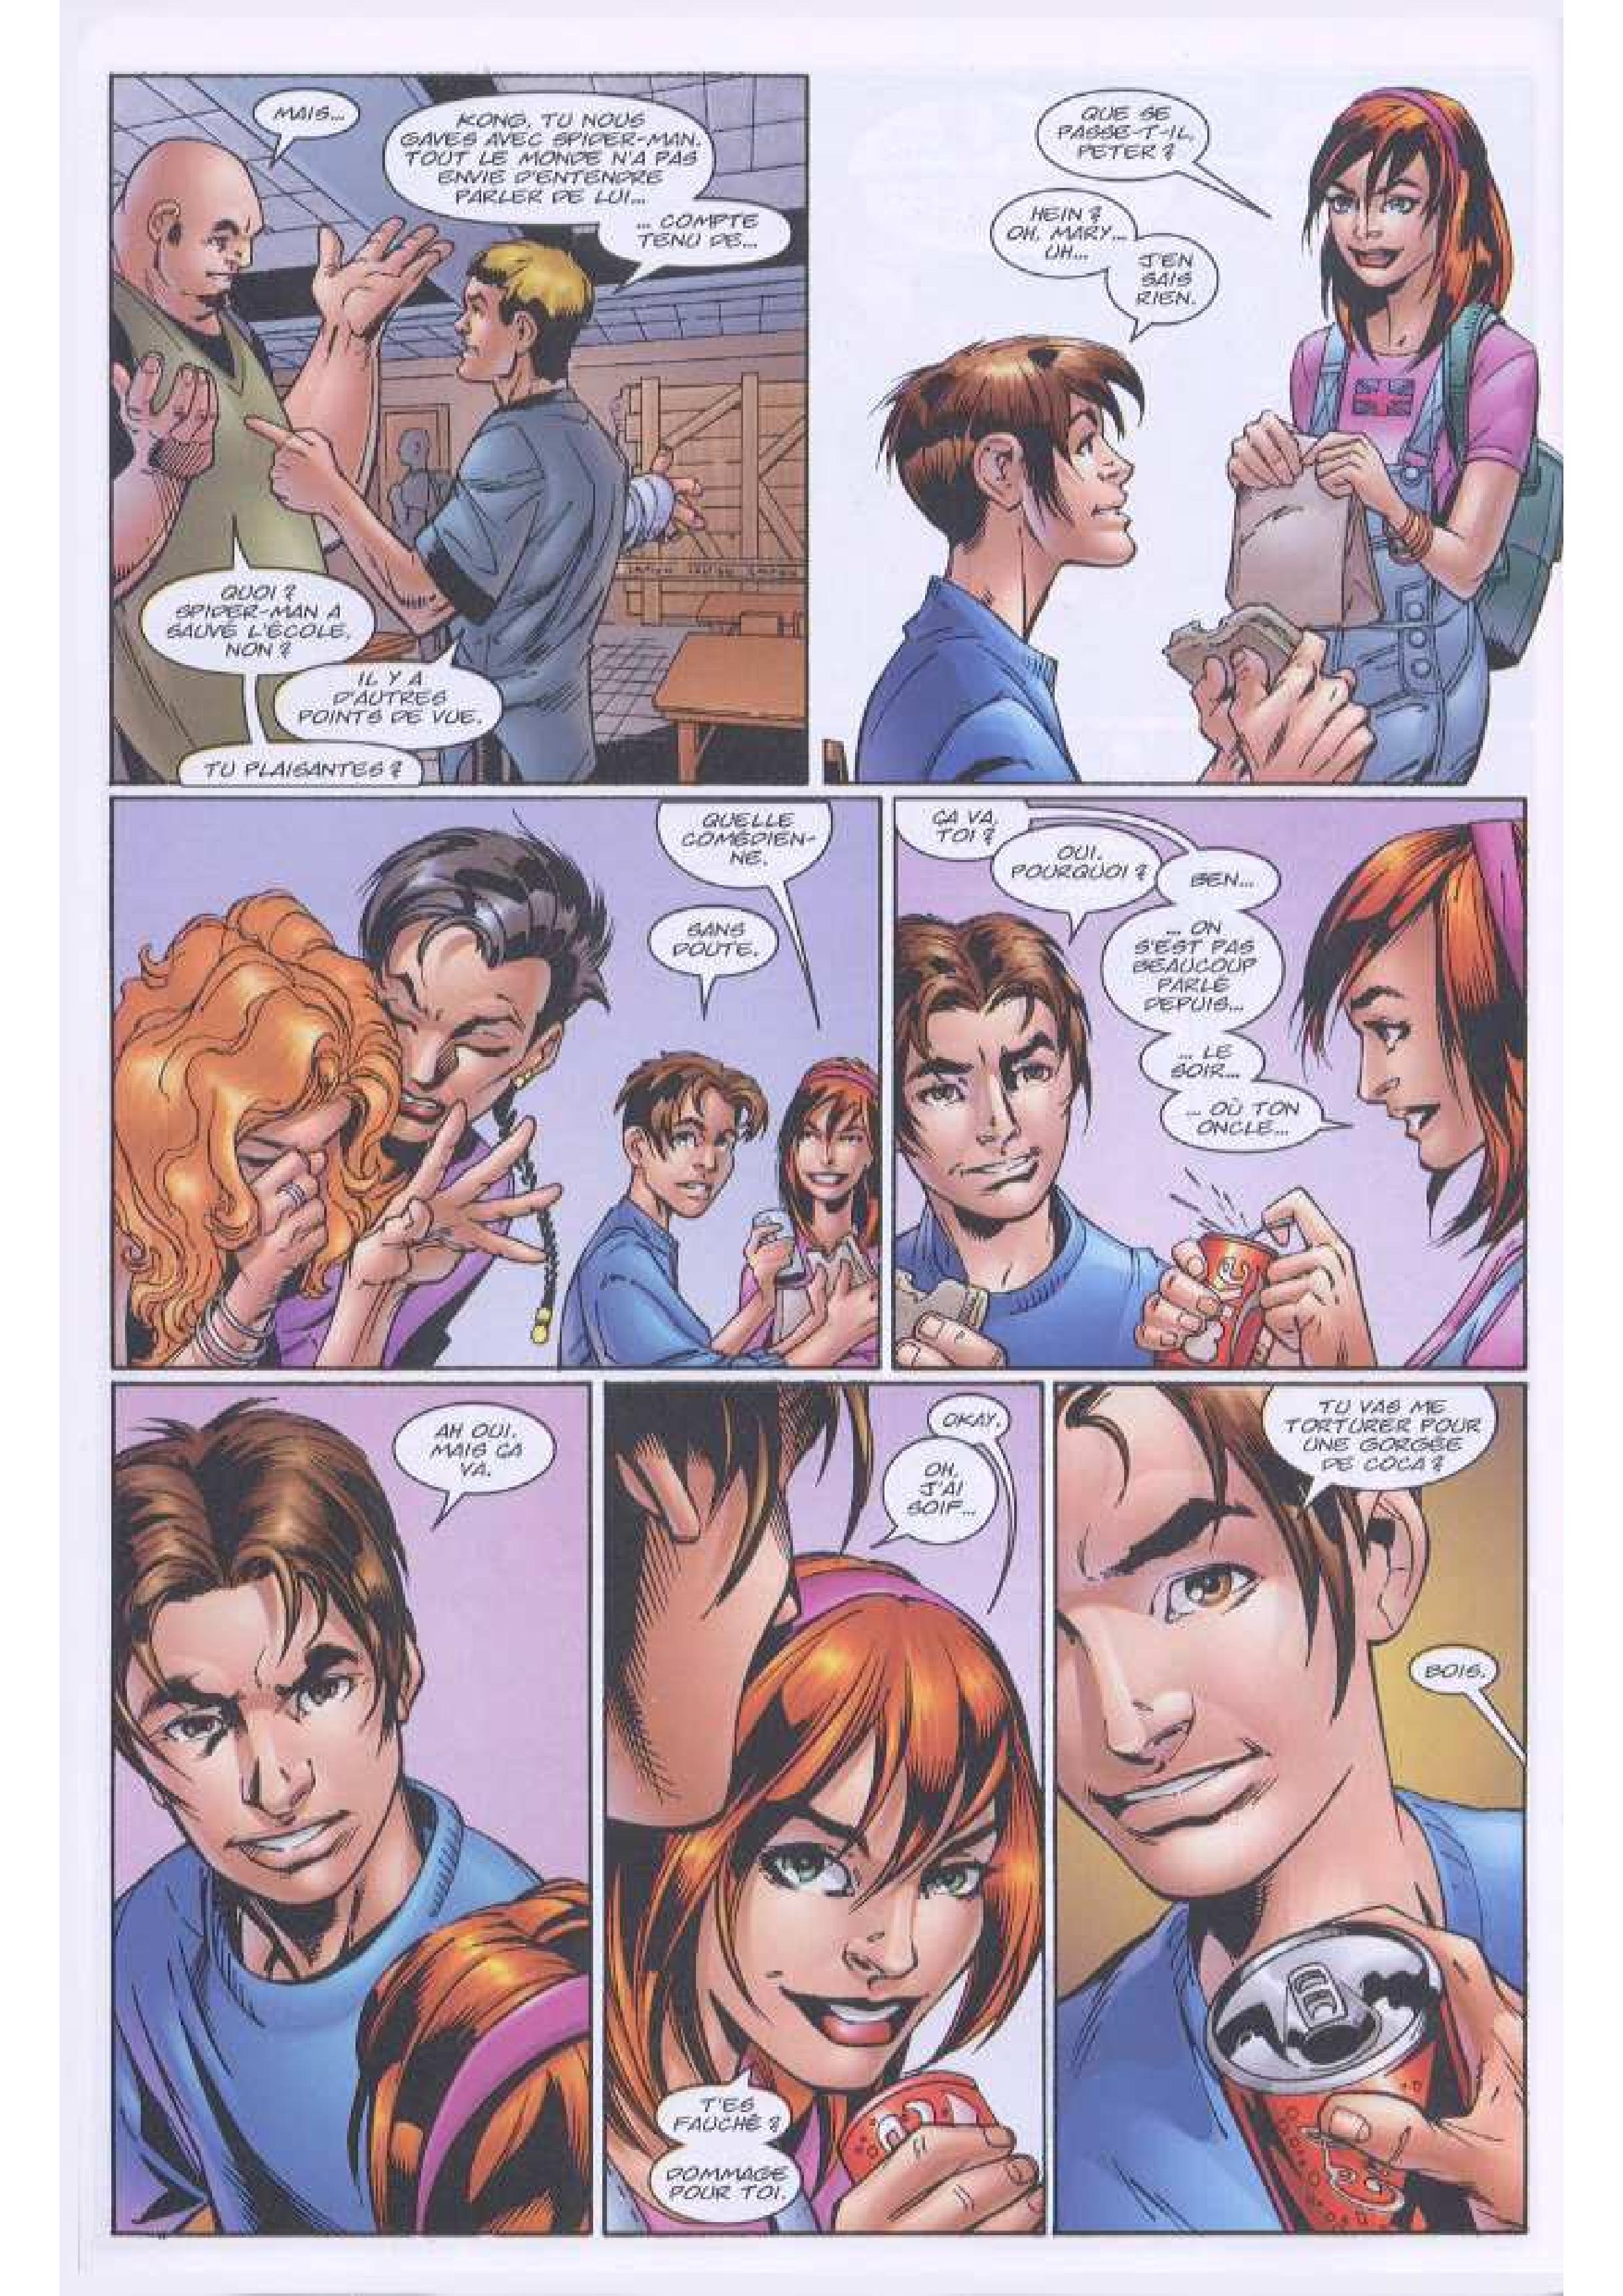 MAIS...
KONG, TU NOUS
GAVES AVEC SPIDER-MAN.
TOUT LE MONDE N'A PAS
ENVIE D'ENTENDRE
PARLER DE LUI...
... COMPTE
TENU DE...
QUOI ?
SPIDER-MAN A
SAUVÉ L'ÉCOLE,
NON ?
IL Y A
D'AUTRES
POINTS DE VUE.
TU PLAISANTES ?
QUE SE
PASSE-T-IL,
PETER ?
HEIN ?
OH, MARY...
UH...
J'EN
SAIS
RIEN.
QUELLE
COMÉDIEN-
NE.
SANS
DOUTE.
ÇA VA,
TOI ?
OUI.
POURQUOI ?
BEN...
... ON
S'EST PAS
BEAUCOUP
PARLÉ
DEPUIS...
... LE
SOIR...
... OÙ TON
ONCLE...
AH OUI.
MAIS ÇA
VA.
OKAY.
OH,
J'AI
SOIF...
T'ES
FAUCHÉ ?
DOMMAGE
POUR TOI.
TU VAS ME
TORTURER POUR
UNE GORGÉE
DE COCA ?
BOIS.